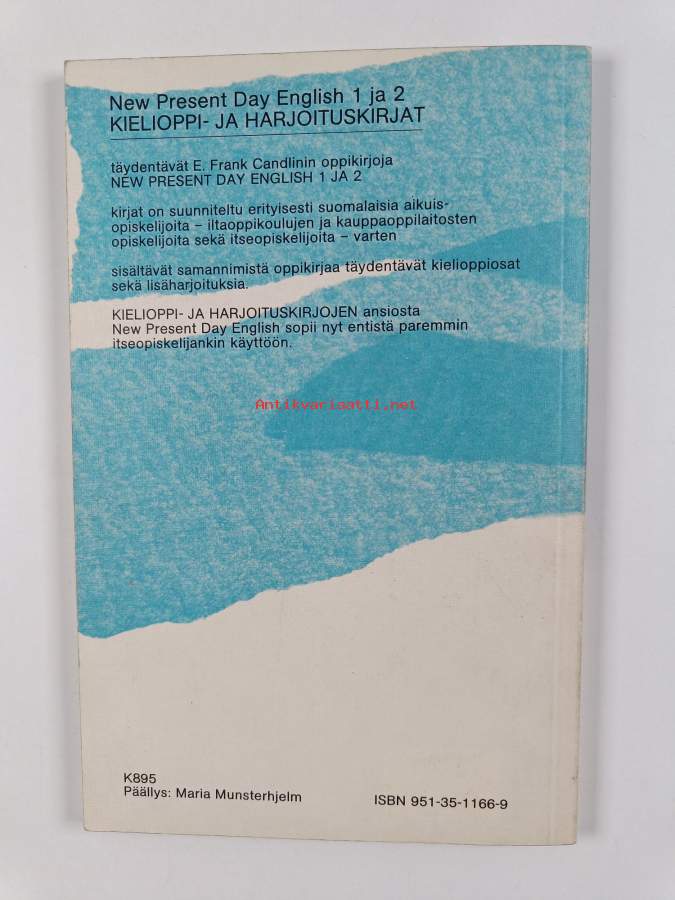 New Present Day English 1 ja 2
KIELIOPPI- JA HARJOITUSKIRJAT
täydentävät E. Frank Candlinin oppikirjoja
NEW PRESENT DAY ENGLISH 1 JA 2
kirjat on suunniteltu erityisesti suomalaisia aikuis-
opiskelijoita – iltaoppikoulujen ja kauppaoppilaitosten
opiskelijoita sekä itseopiskelijoita – varten
sisältävät samannimistä oppikirjaa täydentävät kielioppiosat
sekä lisäharjoituksia.
KIELIOPPI- JA HARJOITUSKIRJOJEN ansiosta
New Present Day English sopii nyt entistä paremmin
itseopiskelijankin käyttöön.
Antikvariaatti.net
K895
Päällys: Maria Munsterhjelm
ISBN 951-35-1166-9